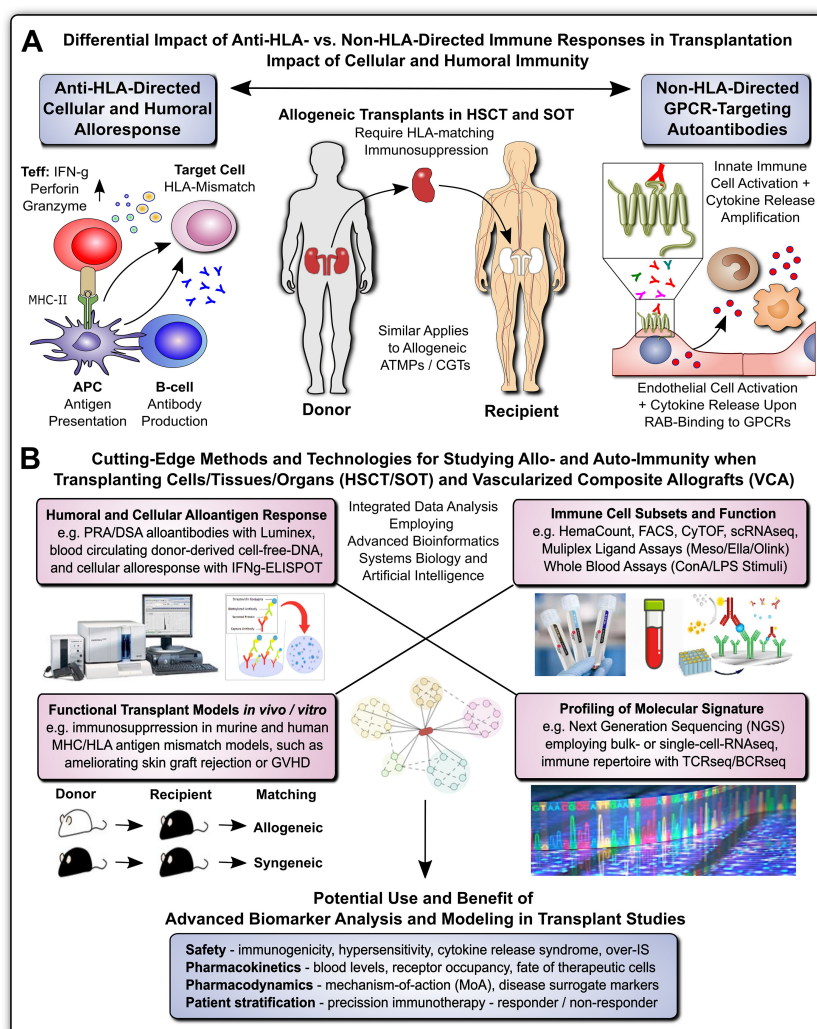 A
Differential Impact of Anti-HLA- vs. Non-HLA-Directed Immune Responses in Transplantation
Impact of Cellular and Humoral Immunity
Anti-HLA-Directed
Cellular and Humoral
Alloresponse
Non-HLA-Directed
GPCR-Targeting
Autoantibodies
Allogeneic Transplants in HSCT and SOT
Require HLA-matching
Immunosuppression
Teff: IFN-g
Perforin
Granzyme
Target Cell
HLA-Mismatch
MHC-II
APC
Antigen
Presentation
B-cell
Antibody
Production
Similar Applies
to Allogeneic
ATMPs / CGTs
Donor
Recipient
Innate Immune
Cell Activation +
Cytokine Release
Amplification
Endothelial Cell Activation
+ Cytokine Release Upon
RAB-Binding to GPCRs
B
Cutting-Edge Methods and Technologies for Studying Allo- and Auto-Immunity when
Transplanting Cells/Tissues/Organs (HSCT/SOT) and Vascularized Composite Allografts (VCA)
Humoral and Cellular Alloantigen Response
e.g. PRA/DSA alloantibodies with Luminex,
blood circulating donor-derived cell-free-DNA,
and cellular alloresponse with IFNg-ELISPOT
Integrated Data Analysis
Employing
Advanced Bioinformatics
Systems Biology and
Artificial Intelligence
Immune Cell Subsets and Function
e.g. HemaCount, FACS, CyTOF, scRNAseq,
Muliplex Ligand Assays (Meso/Ella/Olink)
Whole Blood Assays (ConA/LPS Stimuli)
Functional Transplant Models in vivo / vitro
e.g. immunosupprression in murine and human
MHC/HLA antigen mismatch models, such as
ameliorating skin graft rejection or GVHD
Profiling of Molecular Signature
e.g. Next Generation Sequencing (NGS)
employing bulk- or single-cell-RNAseq,
immune repertoire with TCRseq/BCRseq
Donor
Recipient
Matching
Allogeneic
Syngeneic
Potential Use and Benefit of
Advanced Biomarker Analysis and Modeling in Transplant Studies
Safety - immunogenicity, hypersensitivity, cytokine release syndrome, over-IS
Pharmacokinetics - blood levels, receptor occupancy, fate of therapeutic cells
Pharmacodynamics - mechanism-of-action (MoA), disease surrogate markers
Patient stratification - precission immunotherapy - responder / non-responder